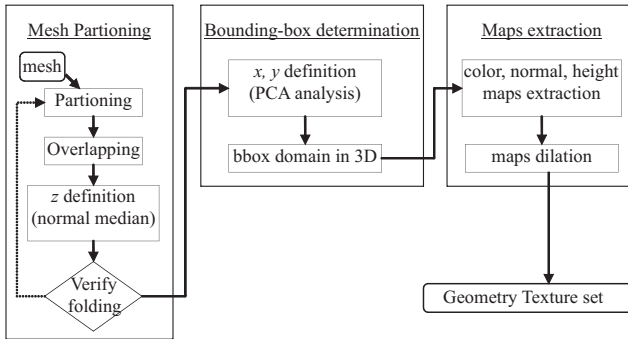 Mesh Partioning
mesh
Partioning
Overlapping
z definition
(normal median)
Verify
folding
Bounding-box determination
x, y definition
(PCA analysis)
bbox domain in 3D
Maps extraction
color, normal, height
maps extraction
maps dilation
Geometry Texture set